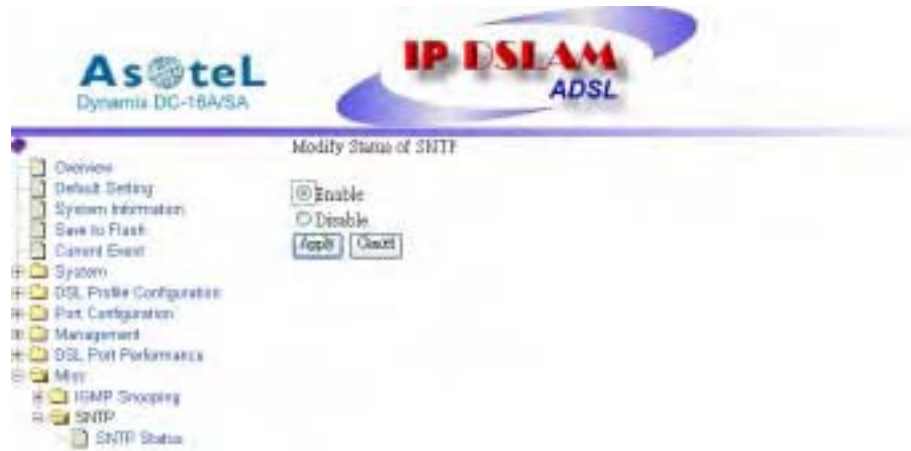 AsoteL
Dynamix DC-16A/SA
IP DSLAM
ADSL
Modify Status of SNTP
Enable
Disable
Apply Cancel
Overview
Default Setting
System Information
Save to Flash
Current Event
System
DSL Profile Configuration
Port Configuration
Management
DSL Port Performance
Misc
IGMP Snooping
SNTP
SNTP Status